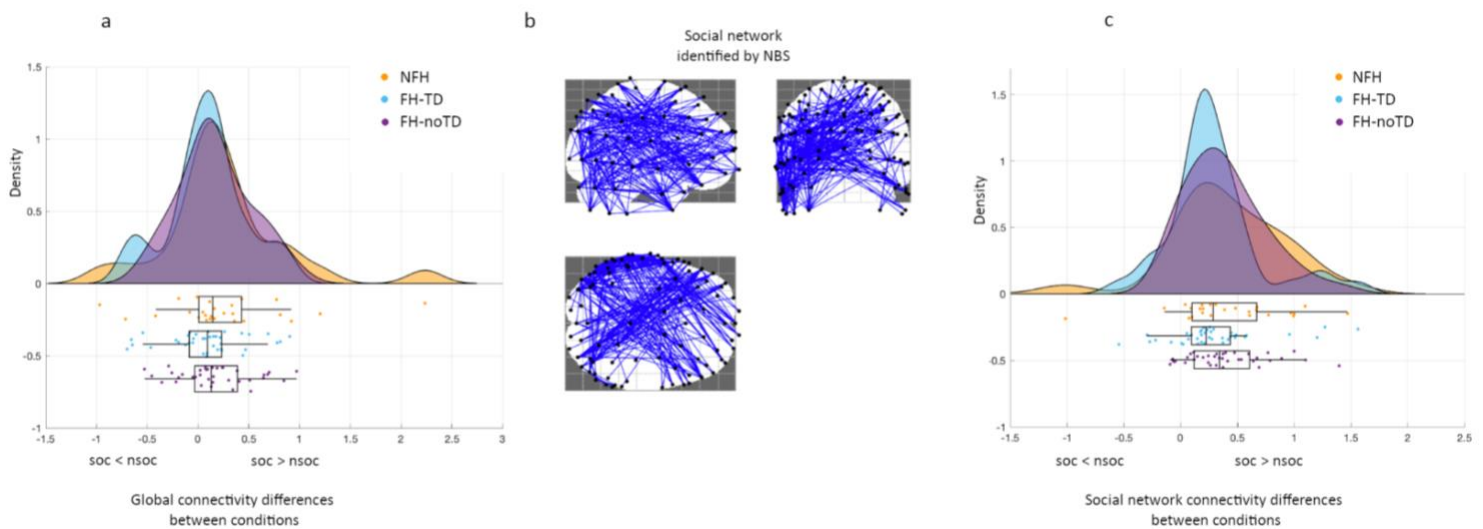 a
b
c
Social network
identified by NBS
1.5
1
0.5
0
-0.5
-1
Density
NFH
FH-TD
FH-noTD
-1.5 -1 -0.5 0 0.5 1 1.5 2 2.5 3
soc < nsoc soc > nsoc
Global connectivity differences
between conditions
1.5
1
0.5
0
-0.5
-1
Density
NFH
FH-TD
FH-noTD
-1.5 -1 -0.5 0 0.5 1 1.5 2 2.5
soc < nsoc soc > nsoc
Social network connectivity differences
between conditions